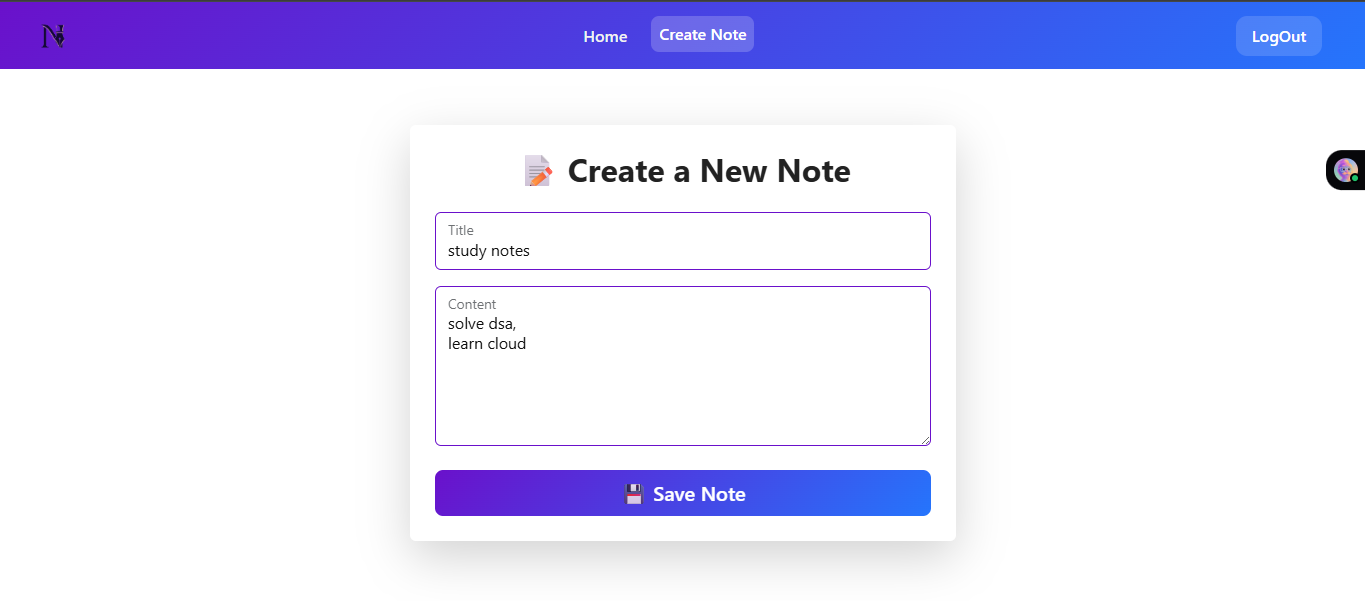 N
Home
Create Note
LogOut
Create a New Note
Title
study notes
Content
solve dsa,
learn cloud
Save Note